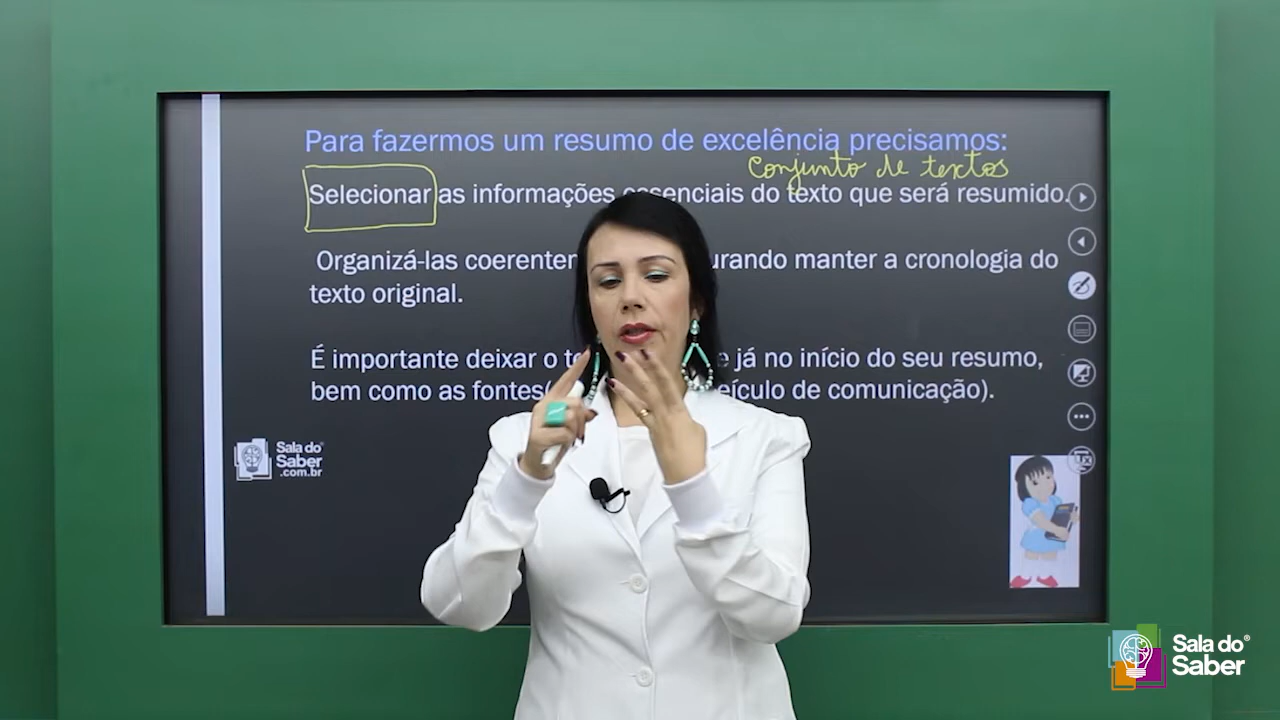 Para fazermos um resumo de excelência precisamos:
conjunto de textos
Selecionar as informações essenciais do texto que será resumido.
Organizá-las urando manter a cronologia do
texto original.
É importante deixar o já no início do seu resumo,
bem como as fontes( de comunicação).
Sala do
Saber
.com.br
Sala do®
Saber